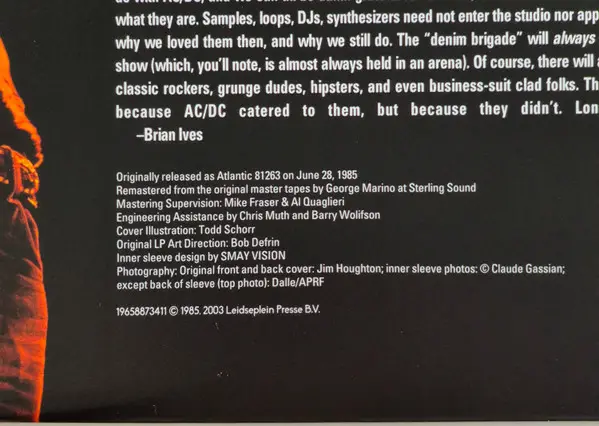 what they are. Samples, loops, DJs, synthesizers need not enter the studio nor app
why we loved them then, and why we still do. The “denim brigade” will always
show (which, you’ll note, is almost always held in an arena). Of course, there will a
classic rockers, grunge dudes, hipsters, and even business-suit clad folks. Th
because AC/DC catered to them, but because they didn’t. Lon
–Brian Ives
Originally released as Atlantic 81263 on June 28, 1985
Remastered from the original master tapes by George Marino at Sterling Sound
Mastering Supervision: Mike Fraser & Al Quaglieri
Engineering Assistance by Chris Muth and Barry Wolifson
Cover Illustration: Todd Schorr
Original LP Art Direction: Bob Defrin
Inner sleeve design by SMAY VISION
Photography: Original front and back cover: Jim Houghton; inner sleeve photos: © Claude Gassian;
except back of sleeve (top photo): Dalle/APRF
19658873411 © 1985, 2003 Leidseplein Presse B.V.